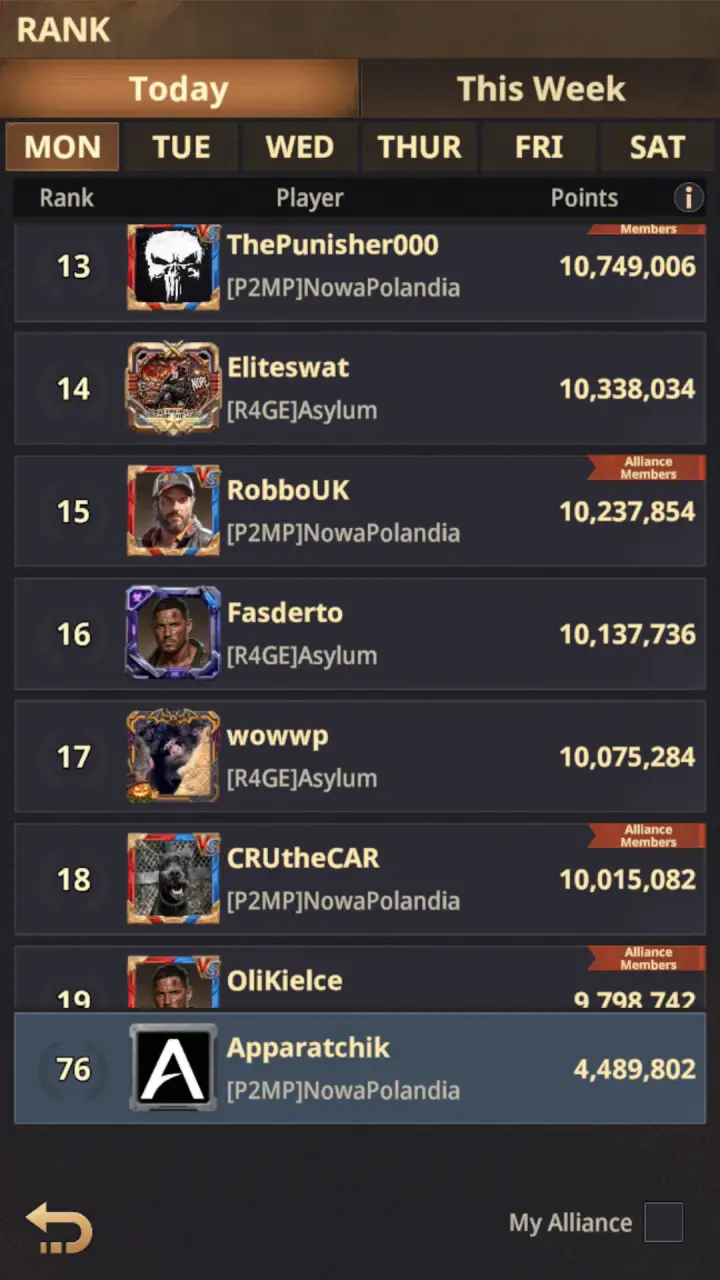 RANK
Today This Week
MON TUE WED THUR FRI SAT
Rank Player Points i
Members
13 ThePunisher000 10,749,006
[P2MP]NowaPolandia
14 Eliteswat 10,338,034
[R4GE]Asylum
NOPE
Alliance
Members
15 RobboUK 10,237,854
[P2MP]NowaPolandia
16 Fasderto 10,137,736
[R4GE]Asylum
17 wowwp 10,075,284
[R4GE]Asylum
Alliance
Members
18 CRUtheCAR 10,015,082
[P2MP]NowaPolandia
Alliance
Members
19 OliKielce 9,798,742
76 Apparatchik 4,489,802
[P2MP]NowaPolandia
My Alliance